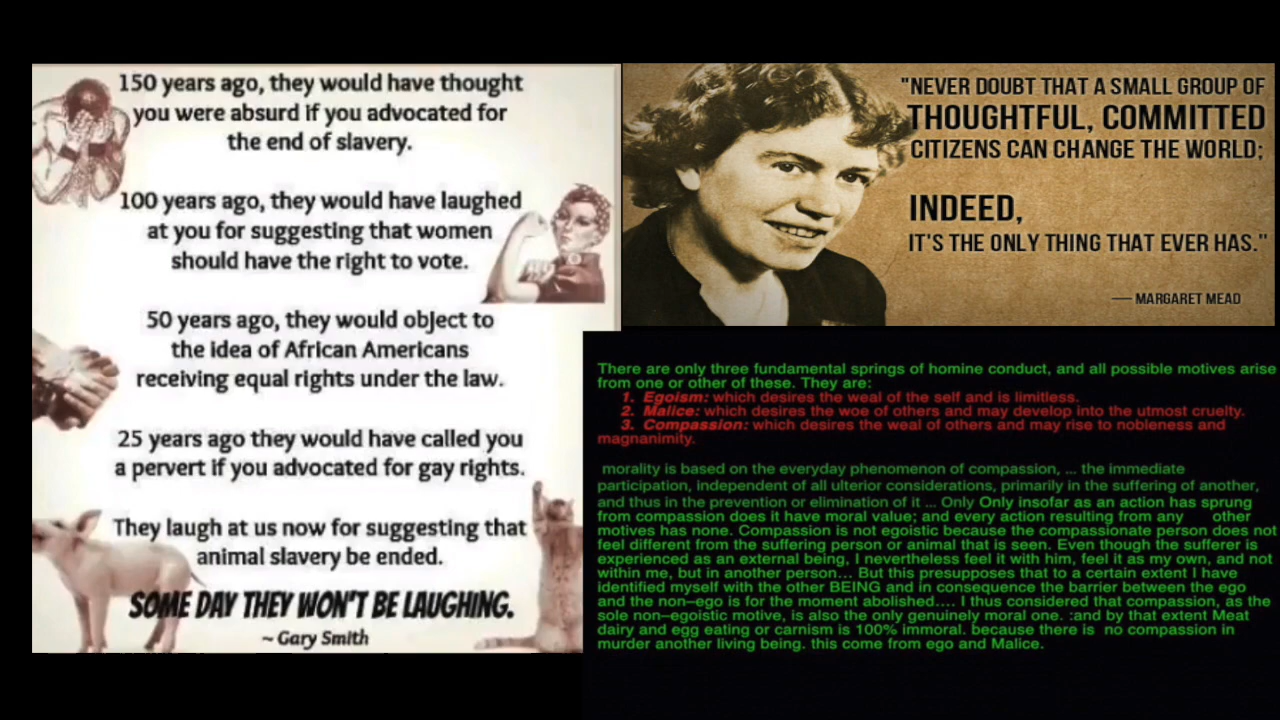 150 years ago, they would have thought
you were absurd if you advocated for
the end of slavery.
100 years ago, they would have laughed
at you for suggesting that women
should have the right to vote.
50 years ago, they would object to
the idea of African Americans
receiving equal rights under the law.
25 years ago they would have called you
a pervert if you advocated for gay rights.
They laugh at us now for suggesting that
animal slavery be ended.
SOME DAY THEY WON'T BE LAUGHING.
~ Gary Smith
"NEVER DOUBT THAT A SMALL GROUP OF
THOUGHTFUL, COMMITTED
CITIZENS CAN CHANGE THE WORLD;
INDEED,
IT'S THE ONLY THING THAT EVER HAS."
— MARGARET MEAD
There are only three fundamental springs of homine conduct, and all possible motives arise
from one or other of these. They are:
1. Egoism: which desires the weal of the self and is limitless.
2. Malice: which desires the woe of others and may develop into the utmost cruelty.
3. Compassion: which desires the weal of others and may rise to nobleness and
magnanimity.
morality is based on the everyday phenomenon of compassion, ... the immediate
participation, independent of all ulterior considerations, primarily in the suffering of another,
and thus in the prevention or elimination of it ... Only Only insofar as an action has sprung
from compassion does it have moral value; and every action resulting from any other
motives has none. Compassion is not egoistic because the compassionate person does not
feel different from the suffering person or animal that is seen. Even though the sufferer is
experienced as an external being, I nevertheless feel it with him, feel it as my own, and not
within me, but in another person... But this presupposes that to a certain extent I have
identified myself with the other BEING and in consequence the barrier between the ego
and the non–ego is for the moment abolished.... I thus considered that compassion, as the
sole non–egoistic motive, is also the only genuinely moral one. :and by that extent Meat
dairy and egg eating or carnism is 100% immoral. because there is no compassion in
murder another living being. this come from ego and Malice.